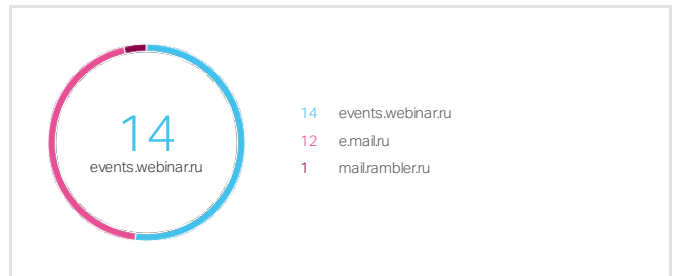 14
events.webinar.ru
14 events.webinar.ru
12 e.mail.ru
1 mail.rambler.ru